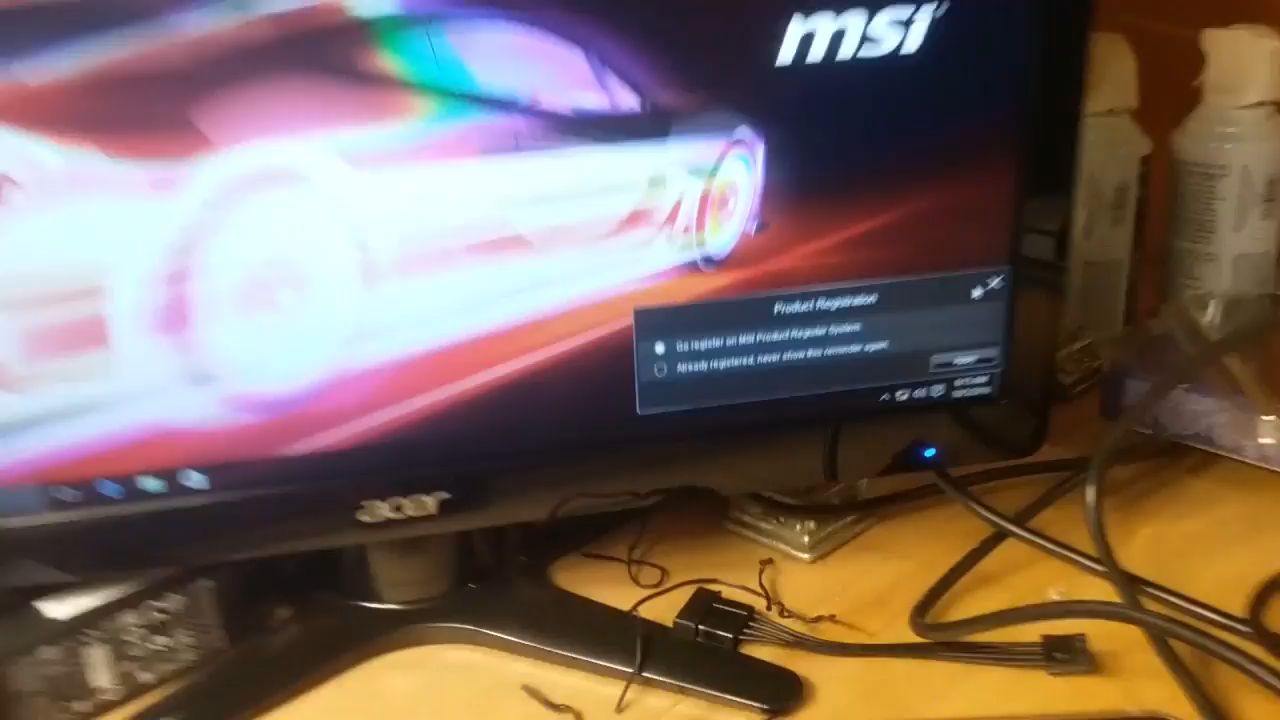 msi
Product Registration
Go register on MSI Product Register System
Already registered, never show this reminder again
acer